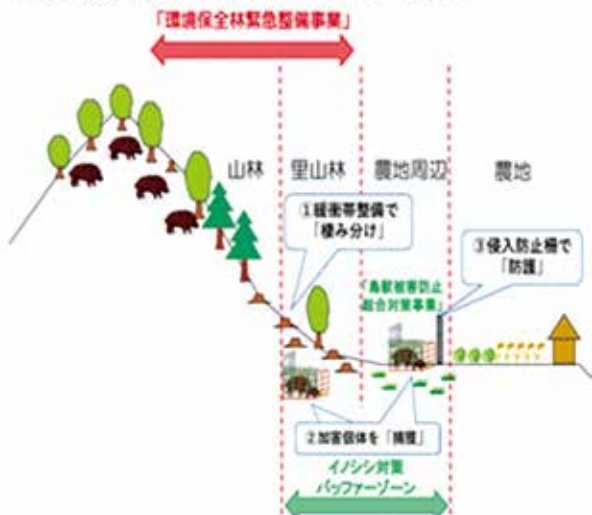 「環境保全林緊急整備事業」
山林
里山林
農地周辺
農地
①緩衝帯整備で
「棲み分け」
③侵入防止柵で
「防護」
「鳥獣被害防止
総合対策事業」
②加害個体を「捕獲」
イノシシ対策
バッファーゾーン